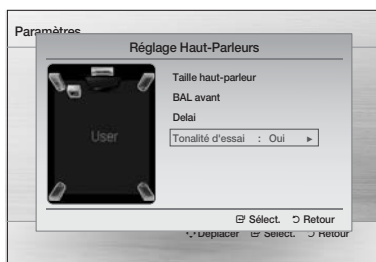 Paramètres
Réglage Haut-Parleurs
User
Taille haut-parleur
BAL avant
Delai
Tonalité d'essai : Oui ►
Sélect. Retour
Déplacer Sélect. Retour